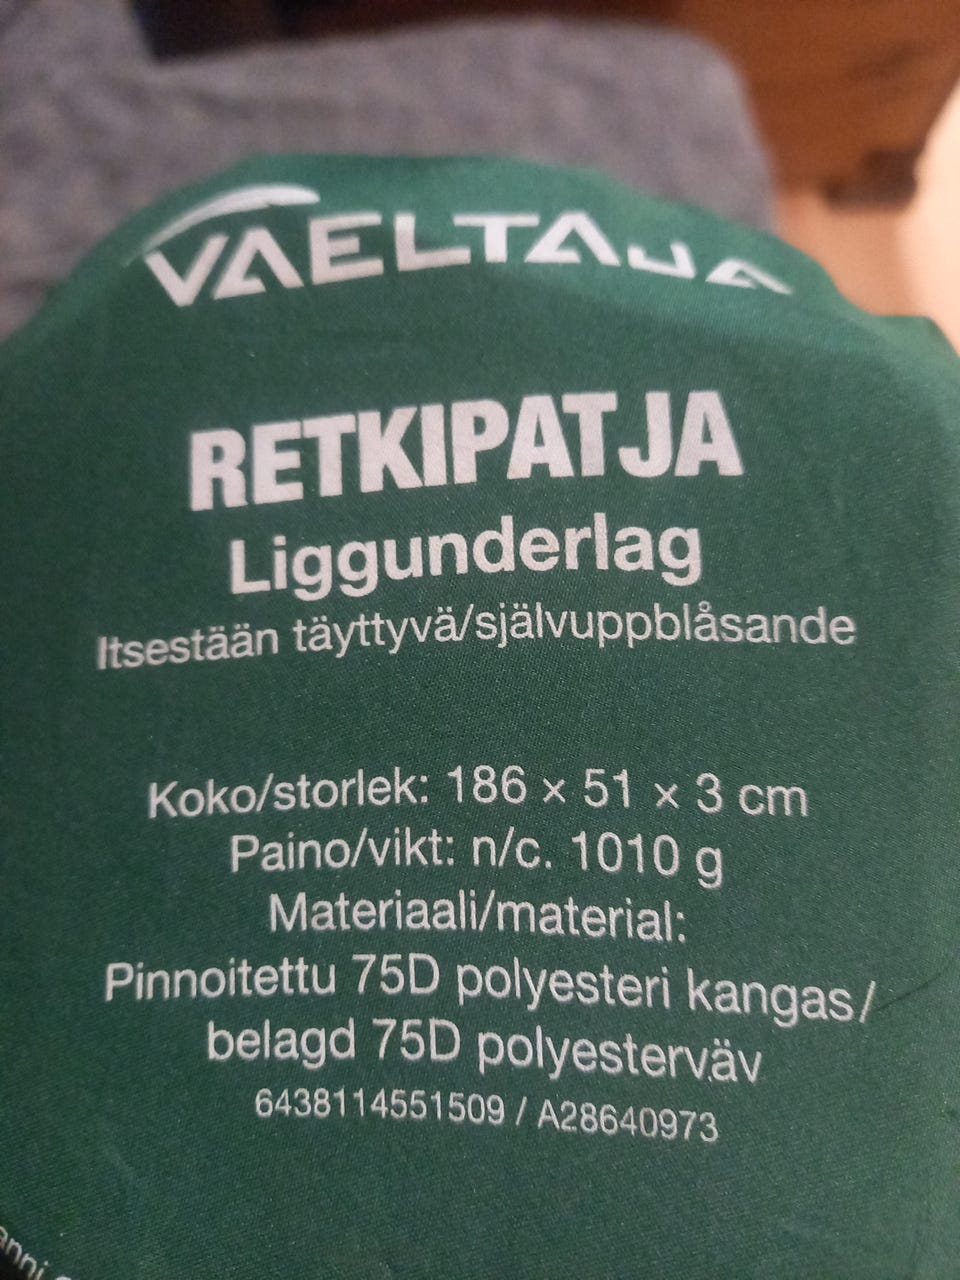 VAELTAJA
RETKIPATJA
Liggunderlag
Itsestään täyttyvä/självuppblåsande
Koko/storlek: 186 × 51 × 3 cm
Paino/vikt: n/c. 1010 g
Materiaali/material:
Pinnoitettu 75D polyesteri kangas/
belagd 75D polyesterväv
6438114551509 / A28640973